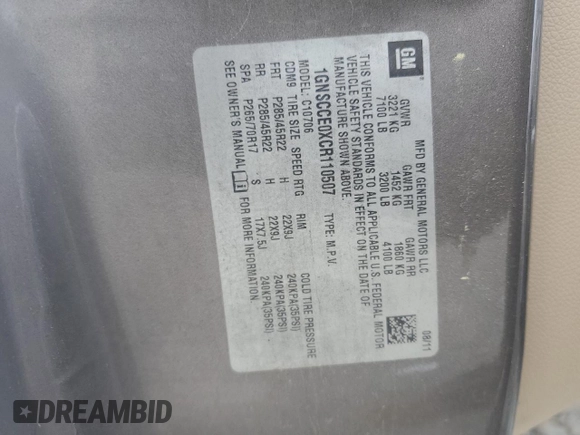 GM
MFD BY GENERAL MOTORS LLC
08/11
GVWR GAWR FRT GAWR RR
3221 KG 1452 KG 1860 KG
7100 LB 3200 LB 4100 LB
THIS VEHICLE CONFORMS TO ALL APPLICABLE U.S. FEDERAL MOTOR
VEHICLE SAFETY STANDARDS IN EFFECT ON THE DATE OF
MANUFACTURE SHOWN ABOVE.
1GNSCCE0XCR110507 TYPE: M.P.V.
MODEL: C10706
CDM9 TIRE SIZE SPEED RTG RIM COLD TIRE PRESSURE
FRT P285/45R22 H 22X9J 240KPA(35PSI)
RR P285/45R22 H 22X9J 240KPA(35PSI)
SPA P265/70R17 S 17X7.5J 240KPA(35PSI)
SEE OWNER'S MANUAL i FOR MORE INFORMATION
DREAMBID